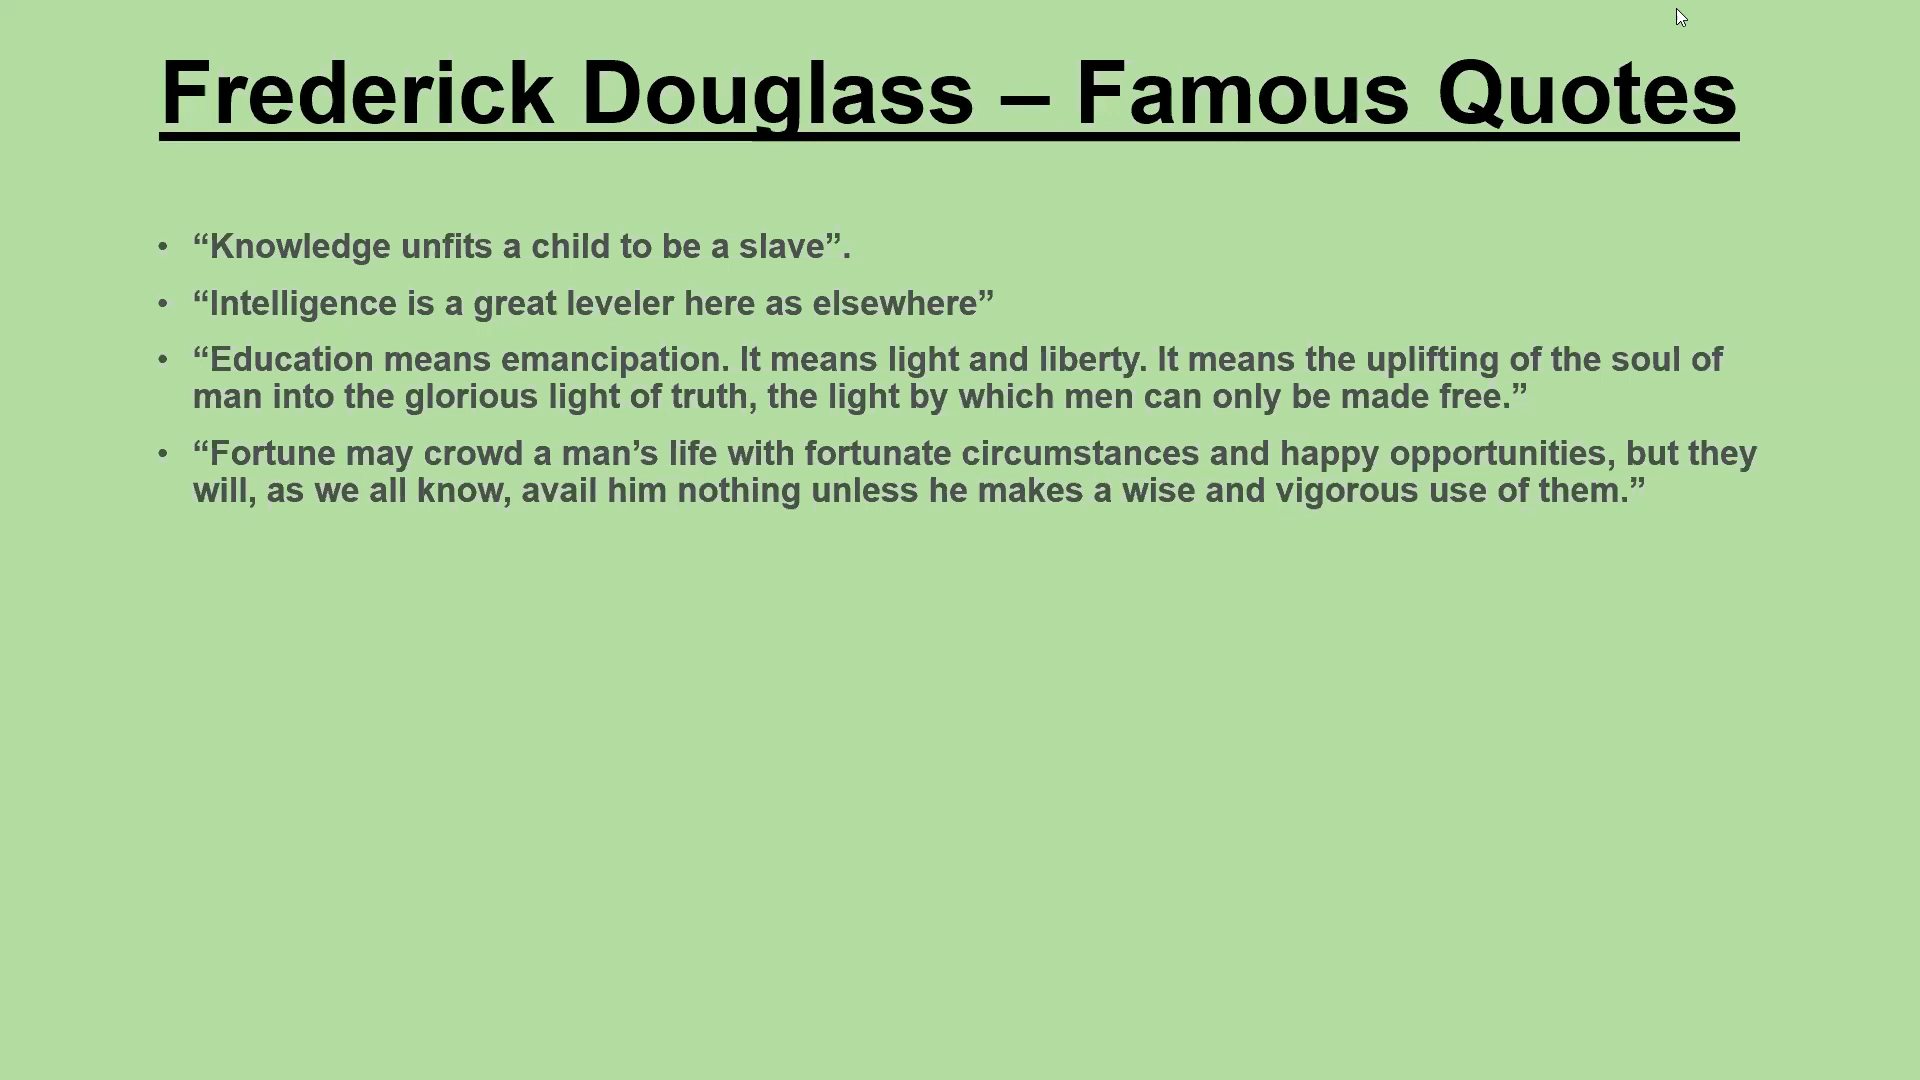 Frederick Douglass – Famous Quotes
• “Knowledge unfits a child to be a slave”.
• “Intelligence is a great leveler here as elsewhere”
• “Education means emancipation. It means light and liberty. It means the uplifting of the soul of
man into the glorious light of truth, the light by which men can only be made free.”
• “Fortune may crowd a man’s life with fortunate circumstances and happy opportunities, but they
will, as we all know, avail him nothing unless he makes a wise and vigorous use of them.”